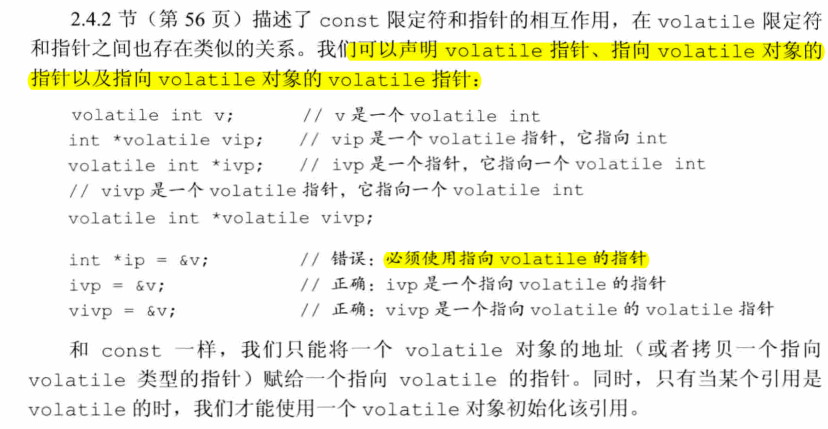 2.4.2 节（第 56 页）描述了 const 限定符和指针的相互作用，在 volatile 限定符
和指针之间也存在类似的关系。我们可以声明 volatile 指针、指向 volatile 对象的
指针以及指向 volatile 对象的 volatile 指针：
volatile int v; // v 是一个 volatile int
int *volatile vip; // vip 是一个 volatile 指针，它指向 int
volatile int *ivp; // ivp 是一个指针，它指向一个 volatile int
// vivp 是一个 volatile 指针，它指向一个 volatile int
volatile int *volatile vivp;
int *ip = &v; // 错误：必须使用指向 volatile 的指针
ivp = &v; // 正确：ivp 是一个指向 volatile 的指针
vivp = &v; // 正确：vivp 是一个指向 volatile 的 volatile 指针
和 const 一样，我们只能将一个 volatile 对象的地址（或者拷贝一个指向
volatile 类型的指针）赋给一个指向 volatile 的指针。同时，只有当某个引用是
volatile 的时，我们才能使用一个 volatile 对象初始化该引用。